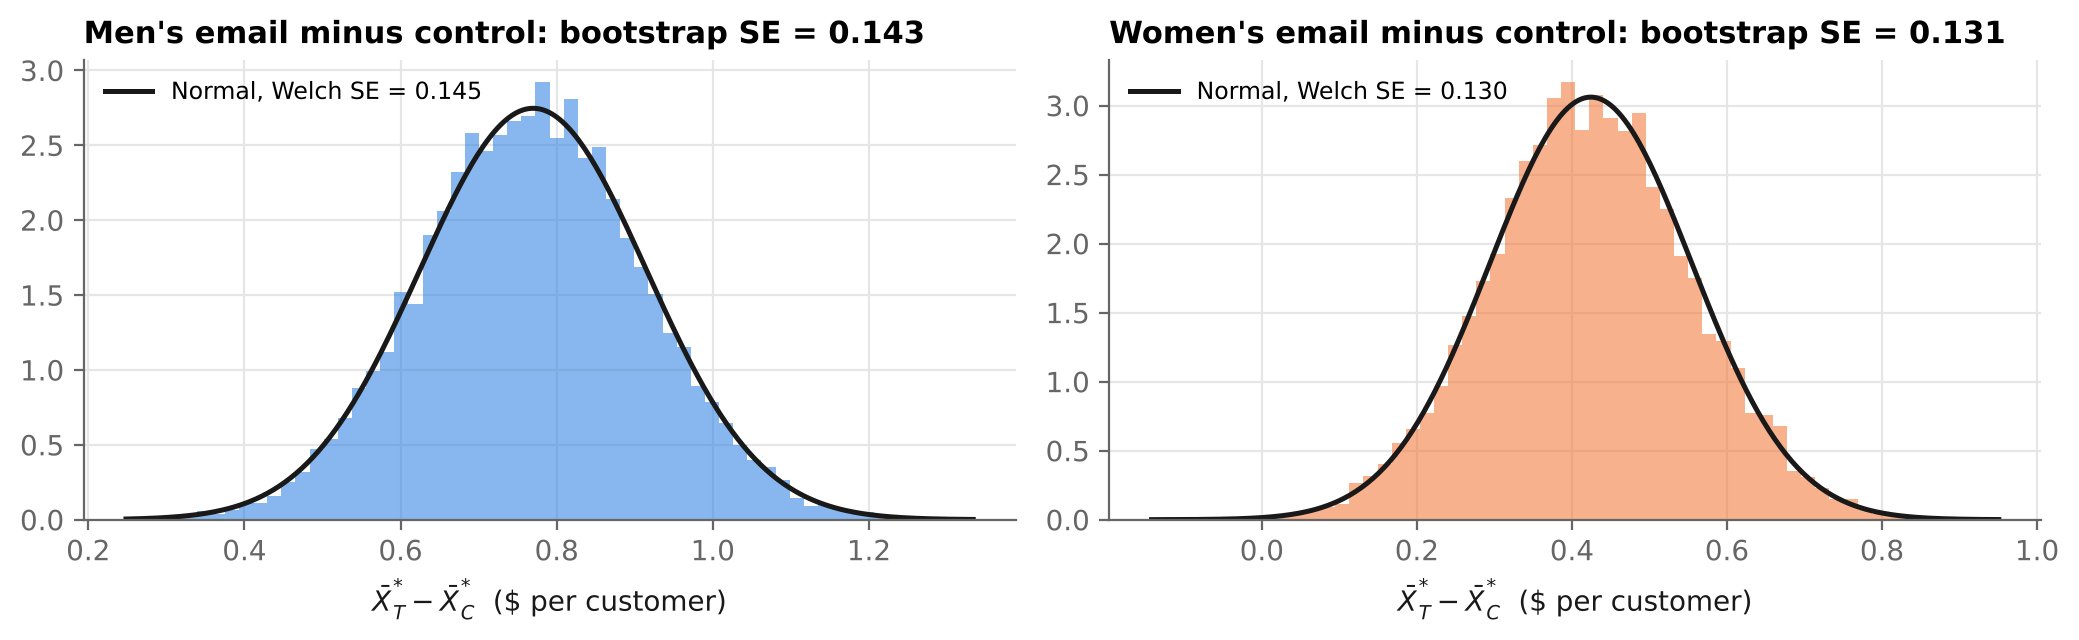 Men's email minus control: bootstrap SE = 0.143
Normal, Welch SE = 0.145
3.0
2.5
2.0
1.5
1.0
0.5
0.0
0.2 0.4 0.6 0.8 1.0 1.2
X̄*_T − X̄*_C ($ per customer)
Women's email minus control: bootstrap SE = 0.131
Normal, Welch SE = 0.130
3.0
2.5
2.0
1.5
1.0
0.5
0.0
0.0 0.2 0.4 0.6 0.8 1.0
X̄*_T − X̄*_C ($ per customer)